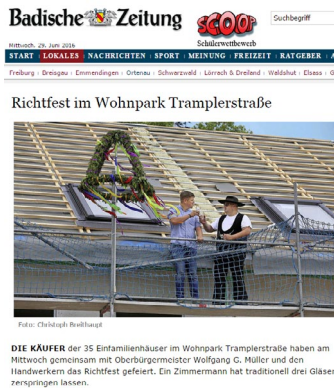 Badische Zeitung
SCOOP
Schülerwettbewerb
Suchbegriff
Mittwoch, 29. Juni 2016
START LOKALES NACHRICHTEN SPORT MEINUNG FREIZEIT RATGEBER
Freiburg Breisgau Emmendingen Ortenau Schwarzwald Lörrach & Dreiland Waldshut Elsass
Richtfest im Wohnpark Tramplerstraße
Foto: Christoph Breithaupt
DIE KÄUFER der 35 Einfamilienhäuser im Wohnpark Tramplerstraße haben am
Mittwoch gemeinsam mit Oberbürgermeister Wolfgang G. Müller und den
Handwerkern das Richtfest gefeiert. Ein Zimmermann hat traditionell drei Gläser
zerspringen lassen.